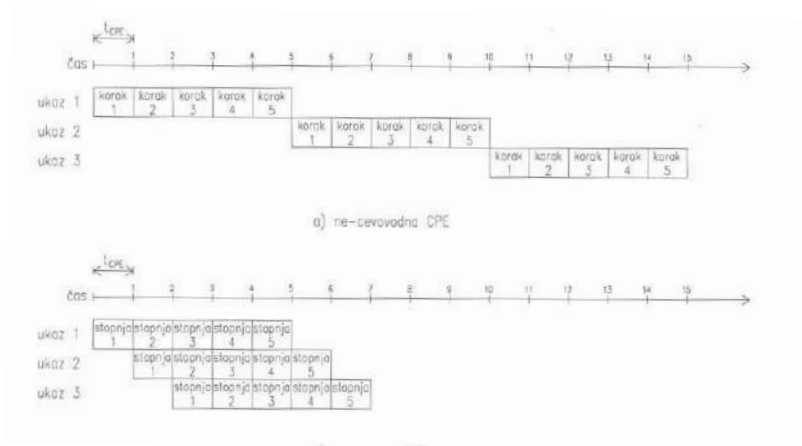 t_CPE
čas 1 2 3 4 5 6 7 8 9 10 11 12 13 14 15
ukaz 1 korak 1 korak 2 korak 3 korak 4 korak 5
ukaz 2 korak 1 korak 2 korak 3 korak 4 korak 5
ukaz 3 korak 1 korak 2 korak 3 korak 4 korak 5
a) ne-cevovodna CPE
t_CPE
čas 1 2 3 4 5 6 7 8 9 10 11 12 13 14 15
ukaz 1 stopnja 1 stopnja 2 stopnja 3 stopnja 4 stopnja 5
ukaz 2 stopnja 1 stopnja 2 stopnja 3 stopnja 4 stopnja 5
ukaz 3 stopnja 1 stopnja 2 stopnja 3 stopnja 4 stopnja 5